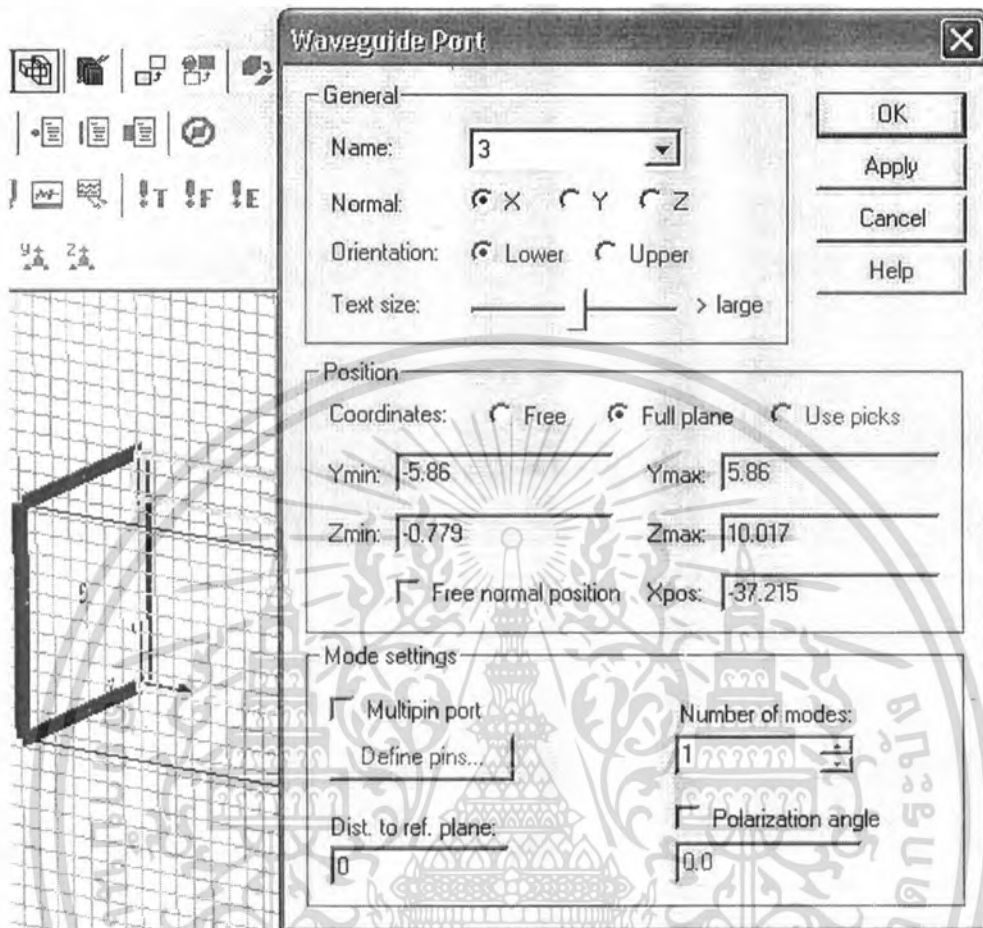 Waveguide Port
General
Name: 3
Normal: X Y Z
Orientation: Lower Upper
Text size: > large
OK
Apply
Cancel
Help
Position
Coordinates: Free Full plane Use picks
Ymin: -5.86 Ymax: 5.86
Zmin: -0.779 Zmax: 10.017
Free normal position Xpos: -37.215
Mode settings
Multipin port
Define pins...
Number of modes:
1
Dist. to ref. plane:
0
Polarization angle
0.0
T F E
y z